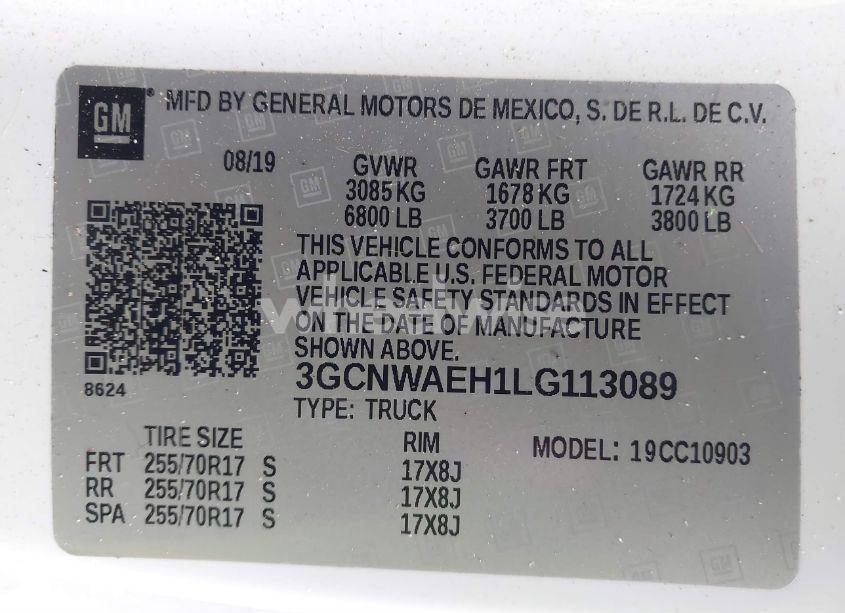 GM® MFD BY GENERAL MOTORS DE MEXICO, S. DE R.L. DE C.V.
08/19 GVWR GAWR FRT GAWR RR
3085 KG 1678 KG 1724 KG
6800 LB 3700 LB 3800 LB
THIS VEHICLE CONFORMS TO ALL
APPLICABLE U.S. FEDERAL MOTOR
VEHICLE SAFETY STANDARDS IN EFFECT
ON THE DATE OF MANUFACTURE
SHOWN ABOVE.
8624
3GCNWAEH1LG113089
TYPE: TRUCK
TIRE SIZE RIM MODEL: 19CC10903
FRT 255/70R17 S 17X8J
RR 255/70R17 S 17X8J
SPA 255/70R17 S 17X8J